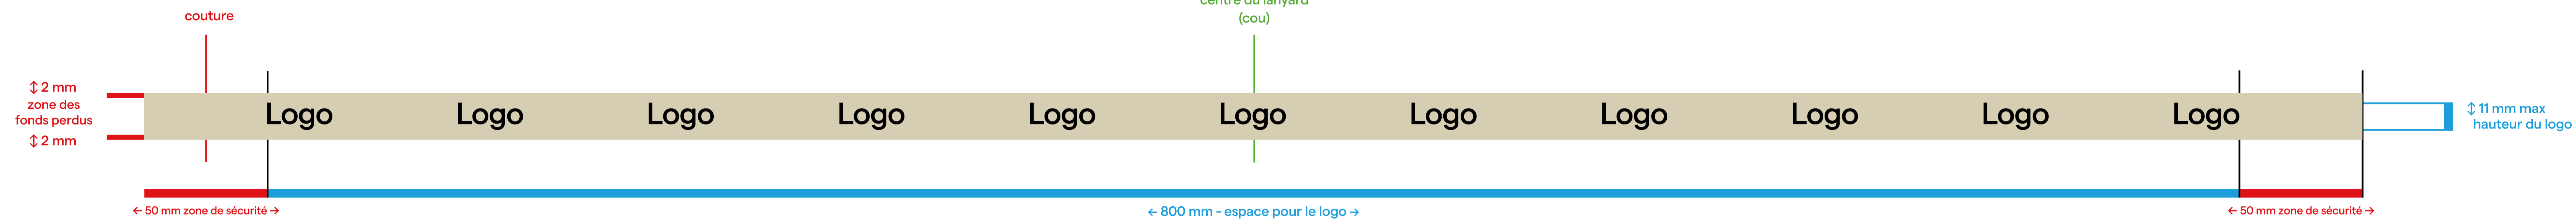 couture
centre du lanyard
(cou)
↕ 2 mm
zone des
fonds perdus
↕ 2 mm
Logo Logo Logo Logo Logo Logo Logo Logo Logo Logo Logo
↕ 11 mm max
hauteur du logo
← 50 mm zone de sécurité →
← 800 mm - espace pour le logo →
← 50 mm zone de sécurité →